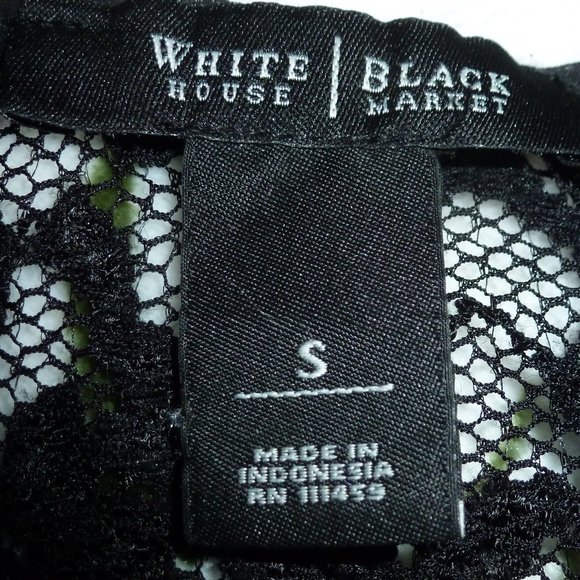 WHITE HOUSE | BLACK MARKET
S
MADE IN
INDONESIA
RN 111459